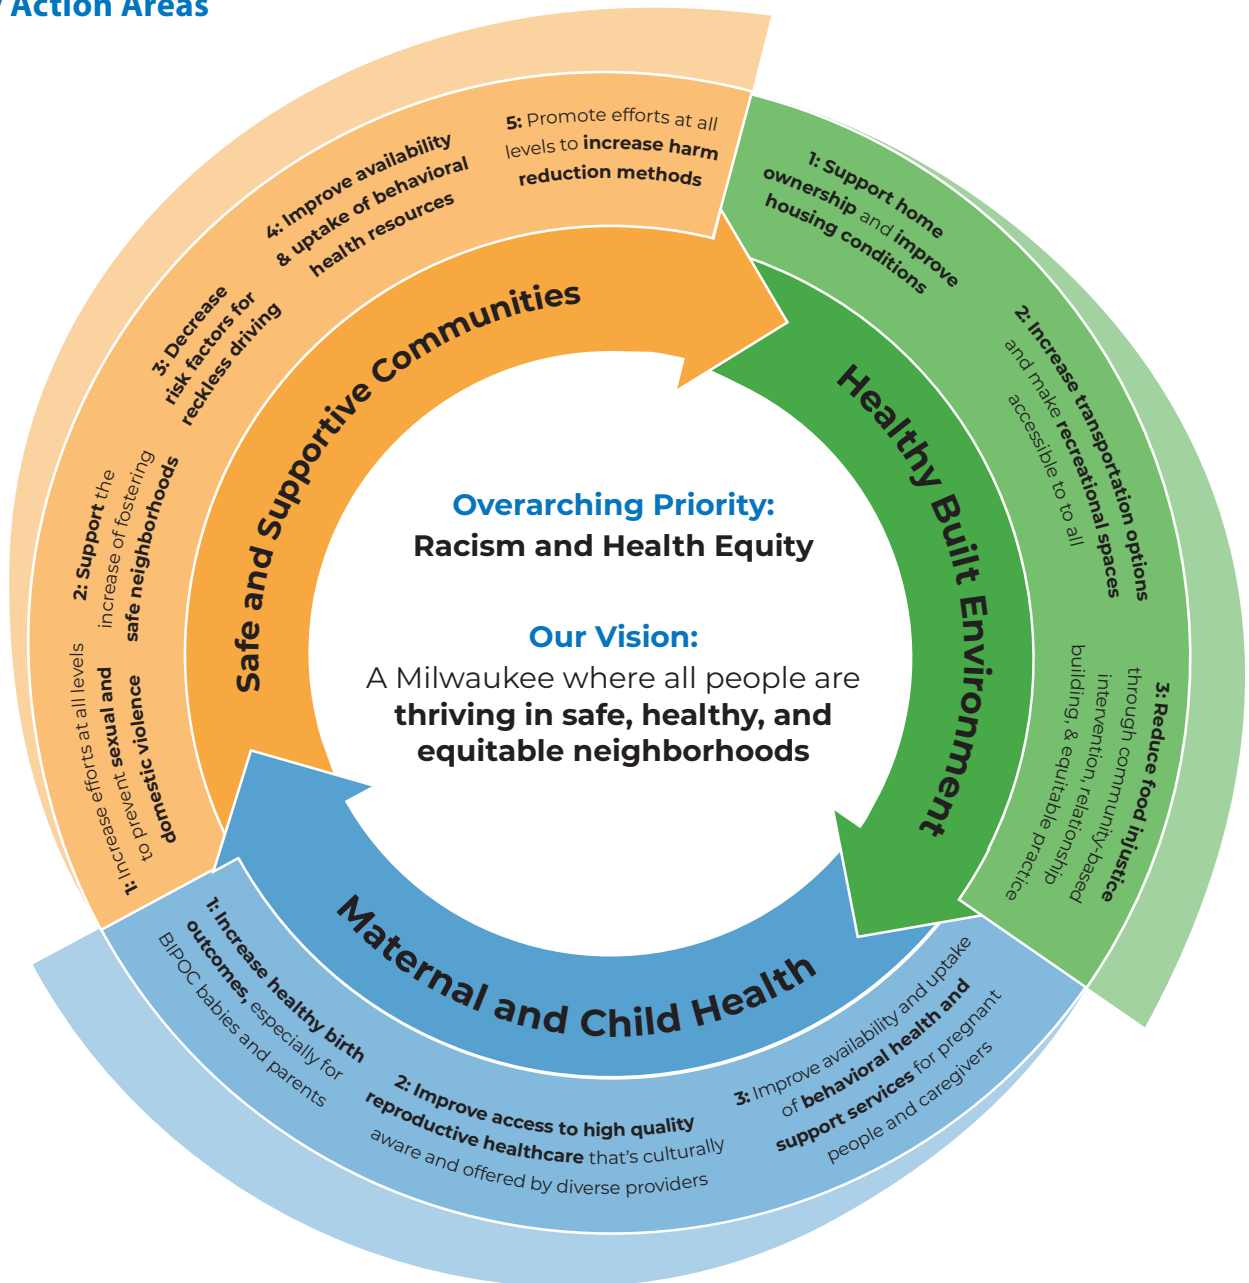 Action Areas
5: Promote efforts at all
levels to increase harm
reduction methods
4: Improve availability
& uptake of behavioral
health resources
3: Decrease
risk factors for
reckless driving
2: Support the
increase of fostering
safe neighborhoods
1: Increase efforts at all levels
to prevent sexual and
domestic violence
Safe and Supportive Communities
1: Support home
ownership and improve
housing conditions
2: Increase transportation options
and make recreational spaces
accessible to to all
3: Reduce food injustice
through community-based
intervention, relationship
building, & equitable practice
Healthy Built Environment
Overarching Priority:
Racism and Health Equity
Our Vision:
A Milwaukee where all people are
thriving in safe, healthy, and
equitable neighborhoods
Maternal and Child Health
1: Increase healthy birth
outcomes, especially for
BIPOC babies and parents
2: Improve access to high quality
reproductive healthcare that's culturally
aware and offered by diverse providers
3: Improve availability and uptake
of behavioral health and
support services for pregnant
people and caregivers